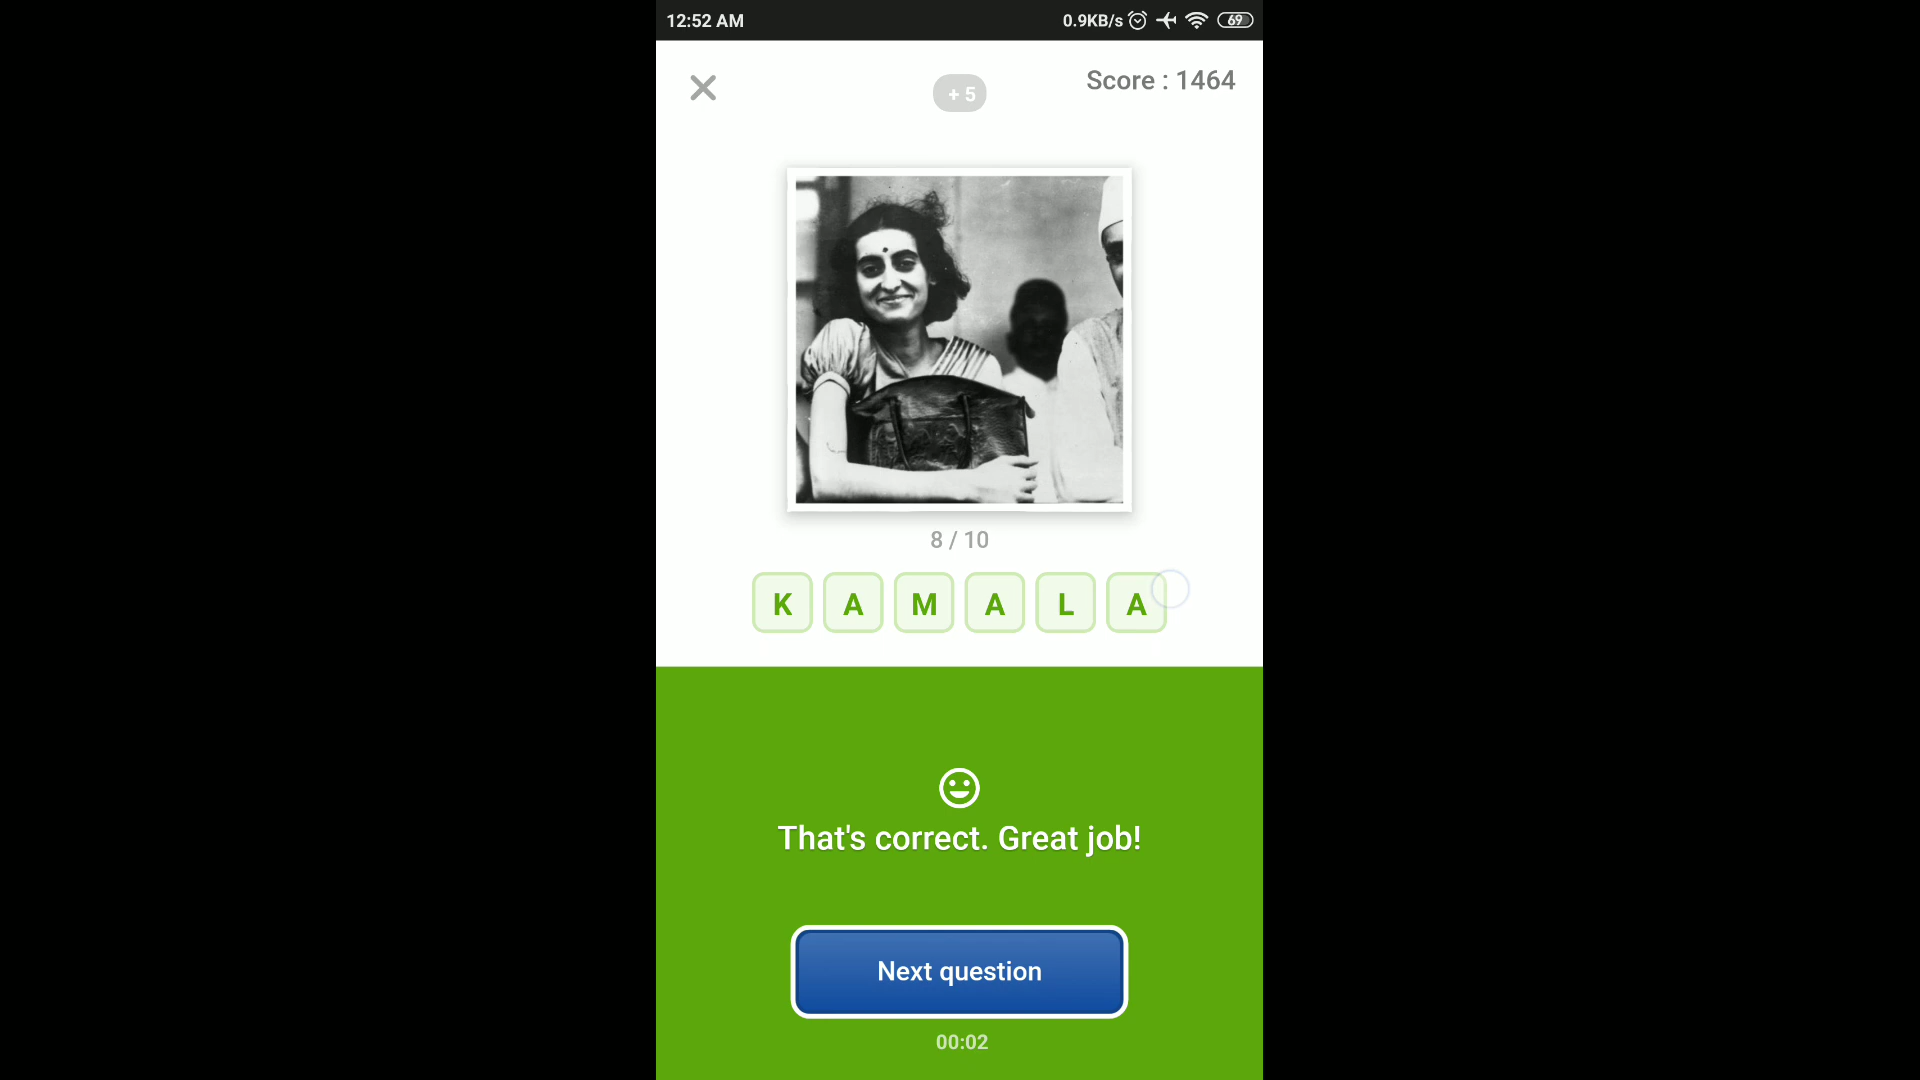 12:52 AM 0.9KB/s 69
+ 5 Score : 1464
8 / 10
K A M A L A
That's correct. Great job!
Next question
00:02